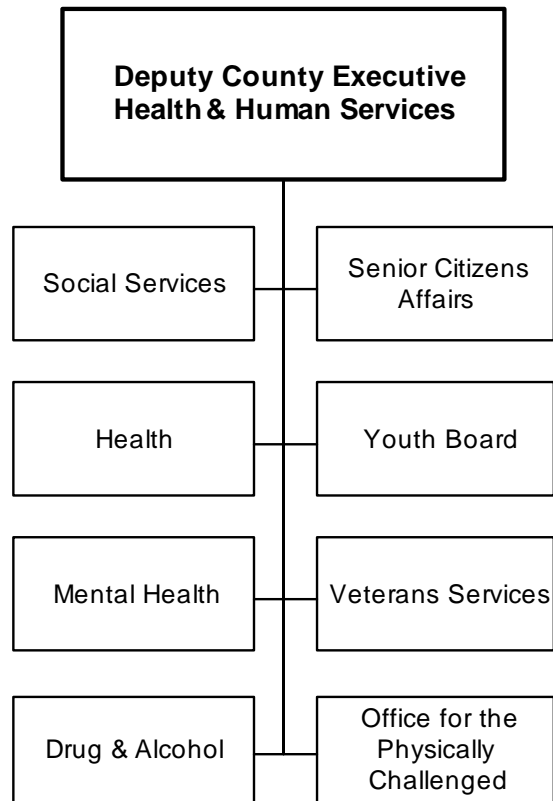 Deputy County Executive
Health & Human Services
Social Services
Senior Citizens
Affairs
Health
Youth Board
Mental Health
Veterans Services
Drug & Alcohol
Office for the
Physically
Challenged